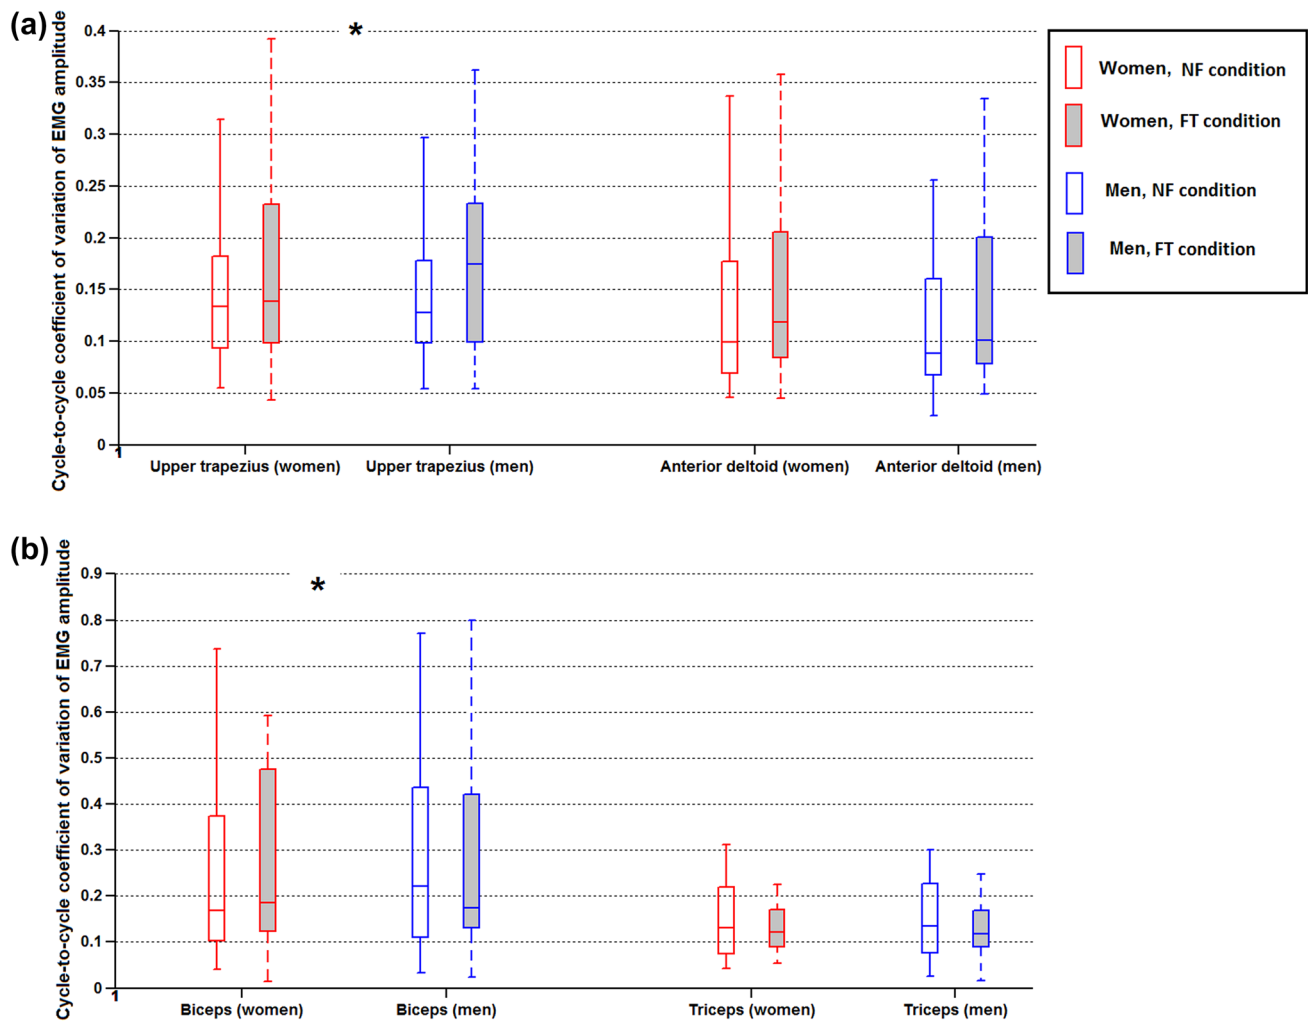 (a)
Cycle-to-cycle coefficient of variation of EMG amplitude
*
0.4
0.35
0.3
0.25
0.2
0.15
0.1
0.05
0
1
Upper trapezius (women)
Upper trapezius (men)
Anterior deltoid (women)
Anterior deltoid (men)
Women, NF condition
Women, FT condition
Men, NF condition
Men, FT condition
(b)
Cycle-to-cycle coefficient of variation of EMG amplitude
*
0.9
0.8
0.7
0.6
0.5
0.4
0.3
0.2
0.1
0
1
Biceps (women)
Biceps (men)
Triceps (women)
Triceps (men)